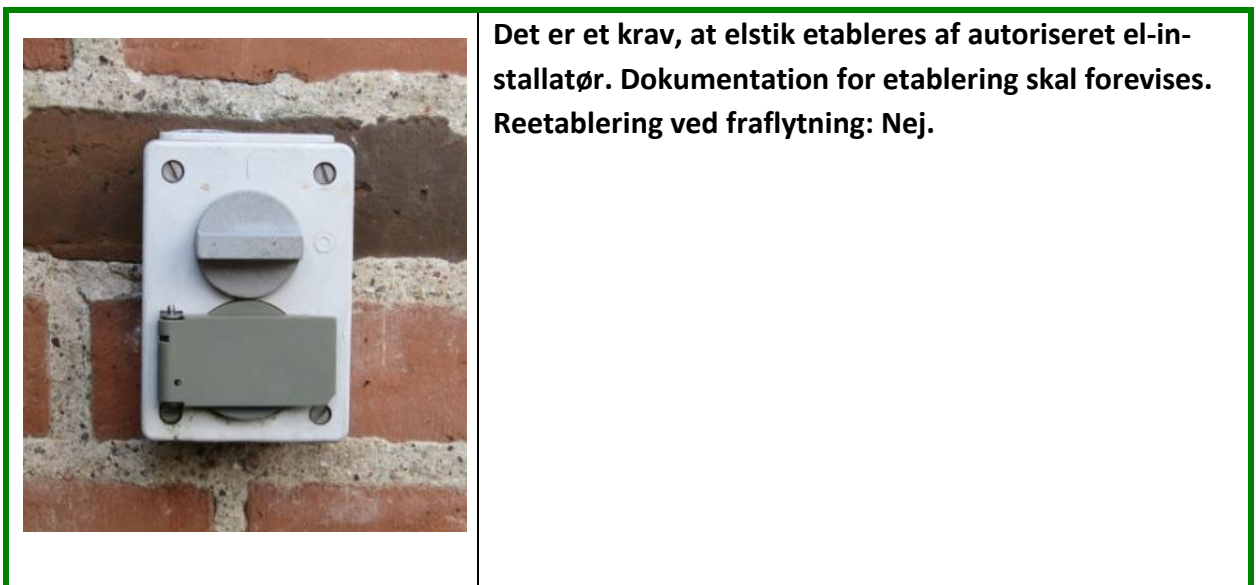 Det er et krav, at elstik etableres af autoriseret el-in-
stallatør. Dokumentation for etablering skal forevises.
Reetablering ved fraflytning: Nej.